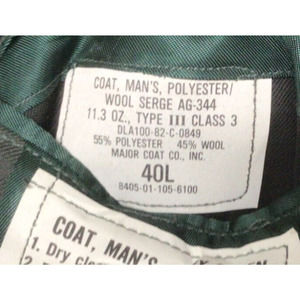 COAT, MAN'S, POLYESTER/
WOOL SERGE AG-344
11.3 OZ., TYPE III CLASS 3
DLA100-82-C-0849
55% POLYESTER 45% WOOL
MAJOR COAT CO., INC.
40L
8405-01-105-6100
COAT, MAN'S,
1. Dry
2.